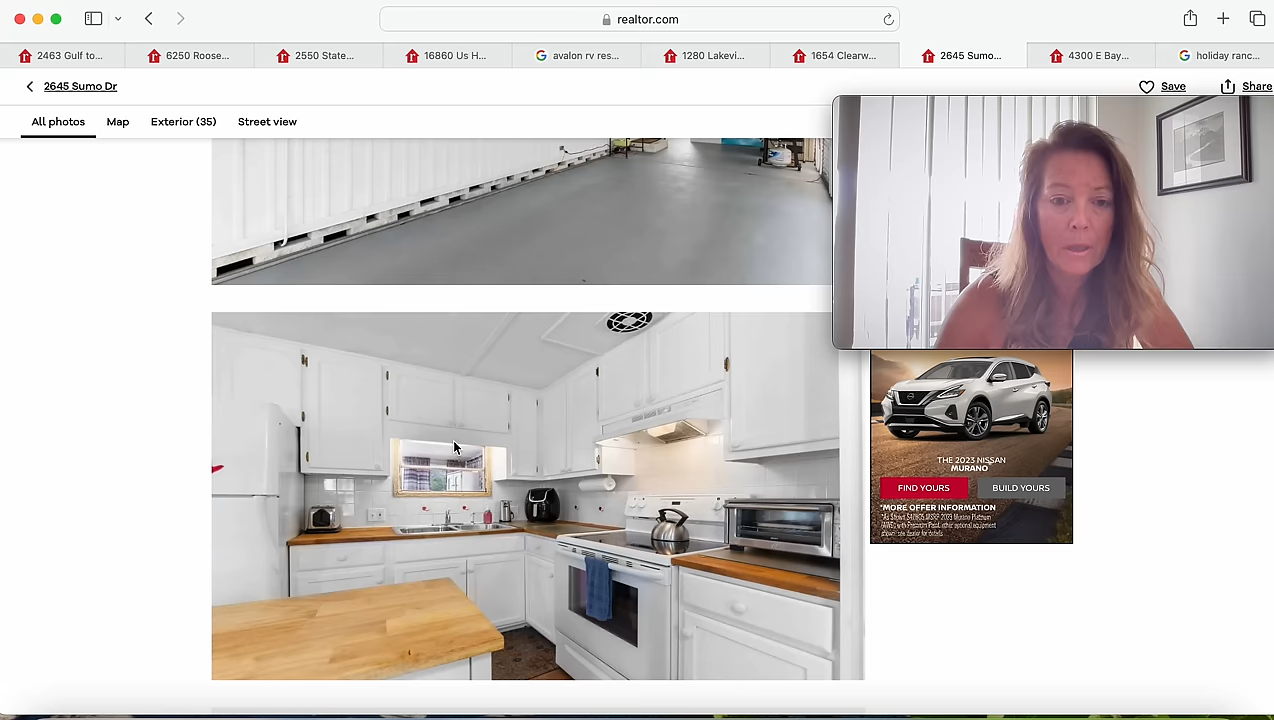 realtor.com
2463 Gulf to...
6250 Roose...
2550 State...
16860 Us H...
avalon rv res...
1280 Lakevi...
1654 Clearw...
2645 Sumo...
4300 E Bay...
holiday ranc...
2645 Sumo Dr
Save
Share
All photos
Map
Exterior (35)
Street view
THE 2023 NISSAN
MURANO
FIND YOURS
BUILD YOURS
*MORE OFFER INFORMATION